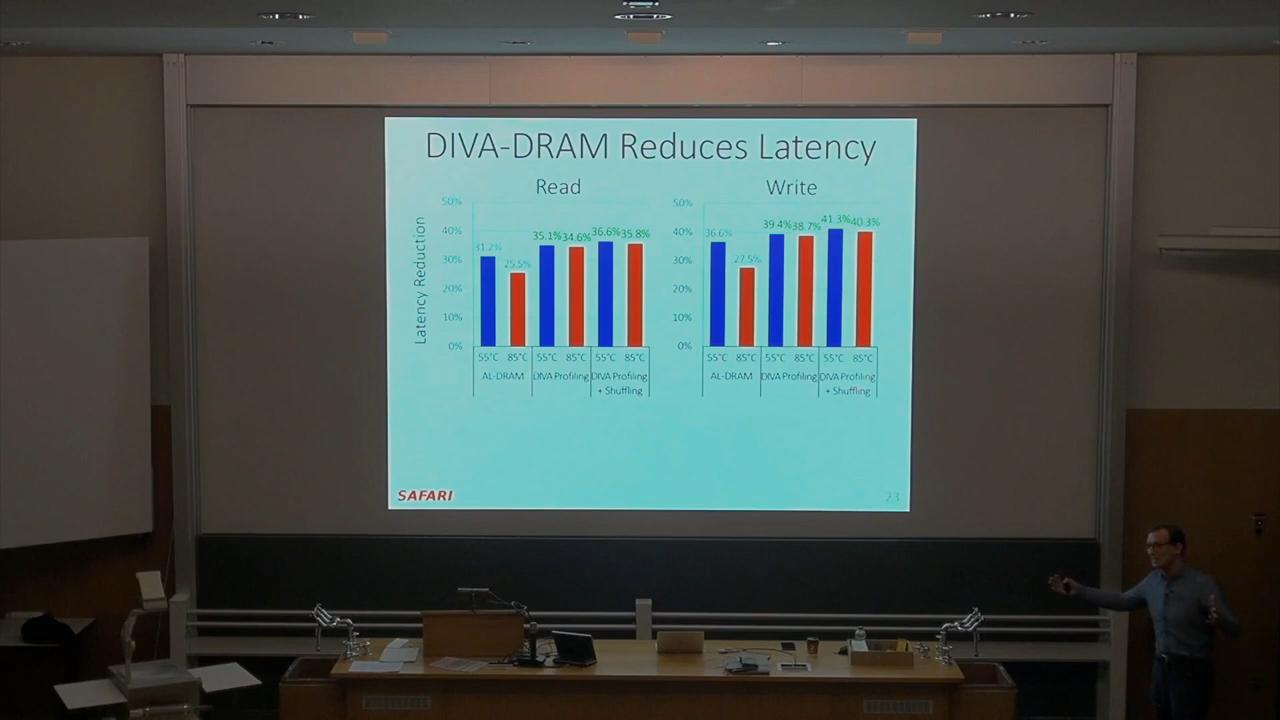 DIVA-DRAM Reduces Latency
Read
Latency Reduction
50%
40%
30%
20%
10%
0%
31.2%
25.5%
35.1%
34.6%
36.6%
35.8%
55°C 85°C 55°C 85°C 55°C 85°C
AL-DRAM DIVA Profiling DIVA Profiling
+ Shuffling
Write
50%
40%
30%
20%
10%
0%
36.6%
27.5%
39.4%
38.7%
41.3%
40.3%
55°C 85°C 55°C 85°C 55°C 85°C
AL-DRAM DIVA Profiling DIVA Profiling
+ Shuffling
SAFARI
23